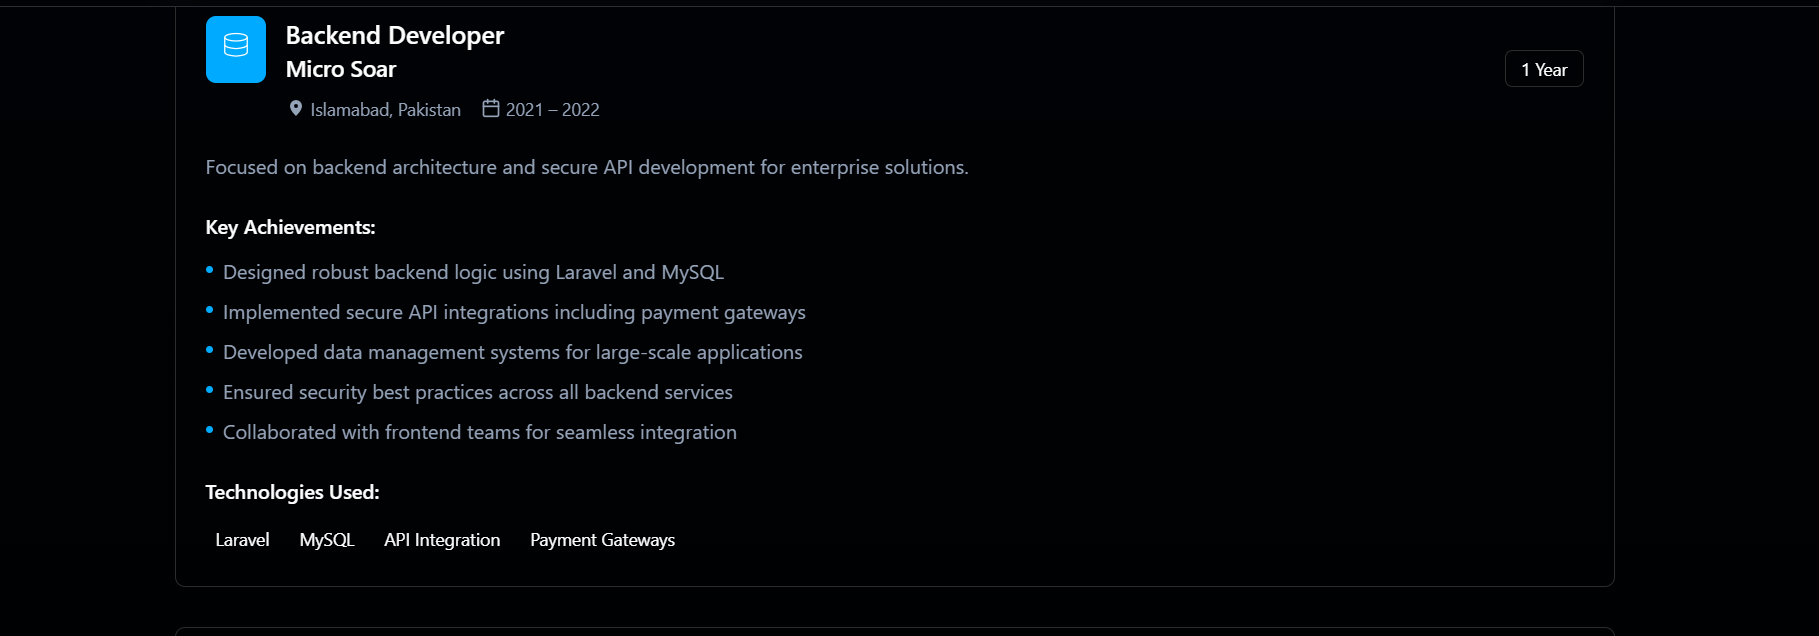 Backend Developer
Micro Soar
1 Year
Islamabad, Pakistan 2021 – 2022
Focused on backend architecture and secure API development for enterprise solutions.
Key Achievements:
Designed robust backend logic using Laravel and MySQL
Implemented secure API integrations including payment gateways
Developed data management systems for large-scale applications
Ensured security best practices across all backend services
Collaborated with frontend teams for seamless integration
Technologies Used:
Laravel MySQL API Integration Payment Gateways